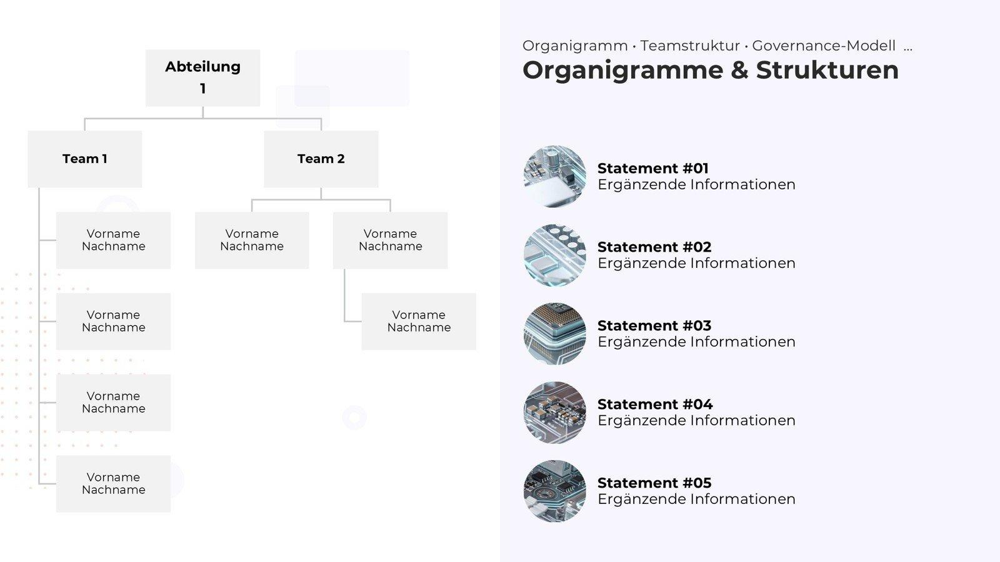 Abteilung
1
Team 1
Team 2
Vorname
Nachname
Vorname
Nachname
Vorname
Nachname
Vorname
Nachname
Vorname
Nachname
Vorname
Nachname
Vorname
Nachname
Organigramm • Teamstruktur • Governance-Modell ...
Organigramme & Strukturen
Statement #01
Ergänzende Informationen
Statement #02
Ergänzende Informationen
Statement #03
Ergänzende Informationen
Statement #04
Ergänzende Informationen
Statement #05
Ergänzende Informationen